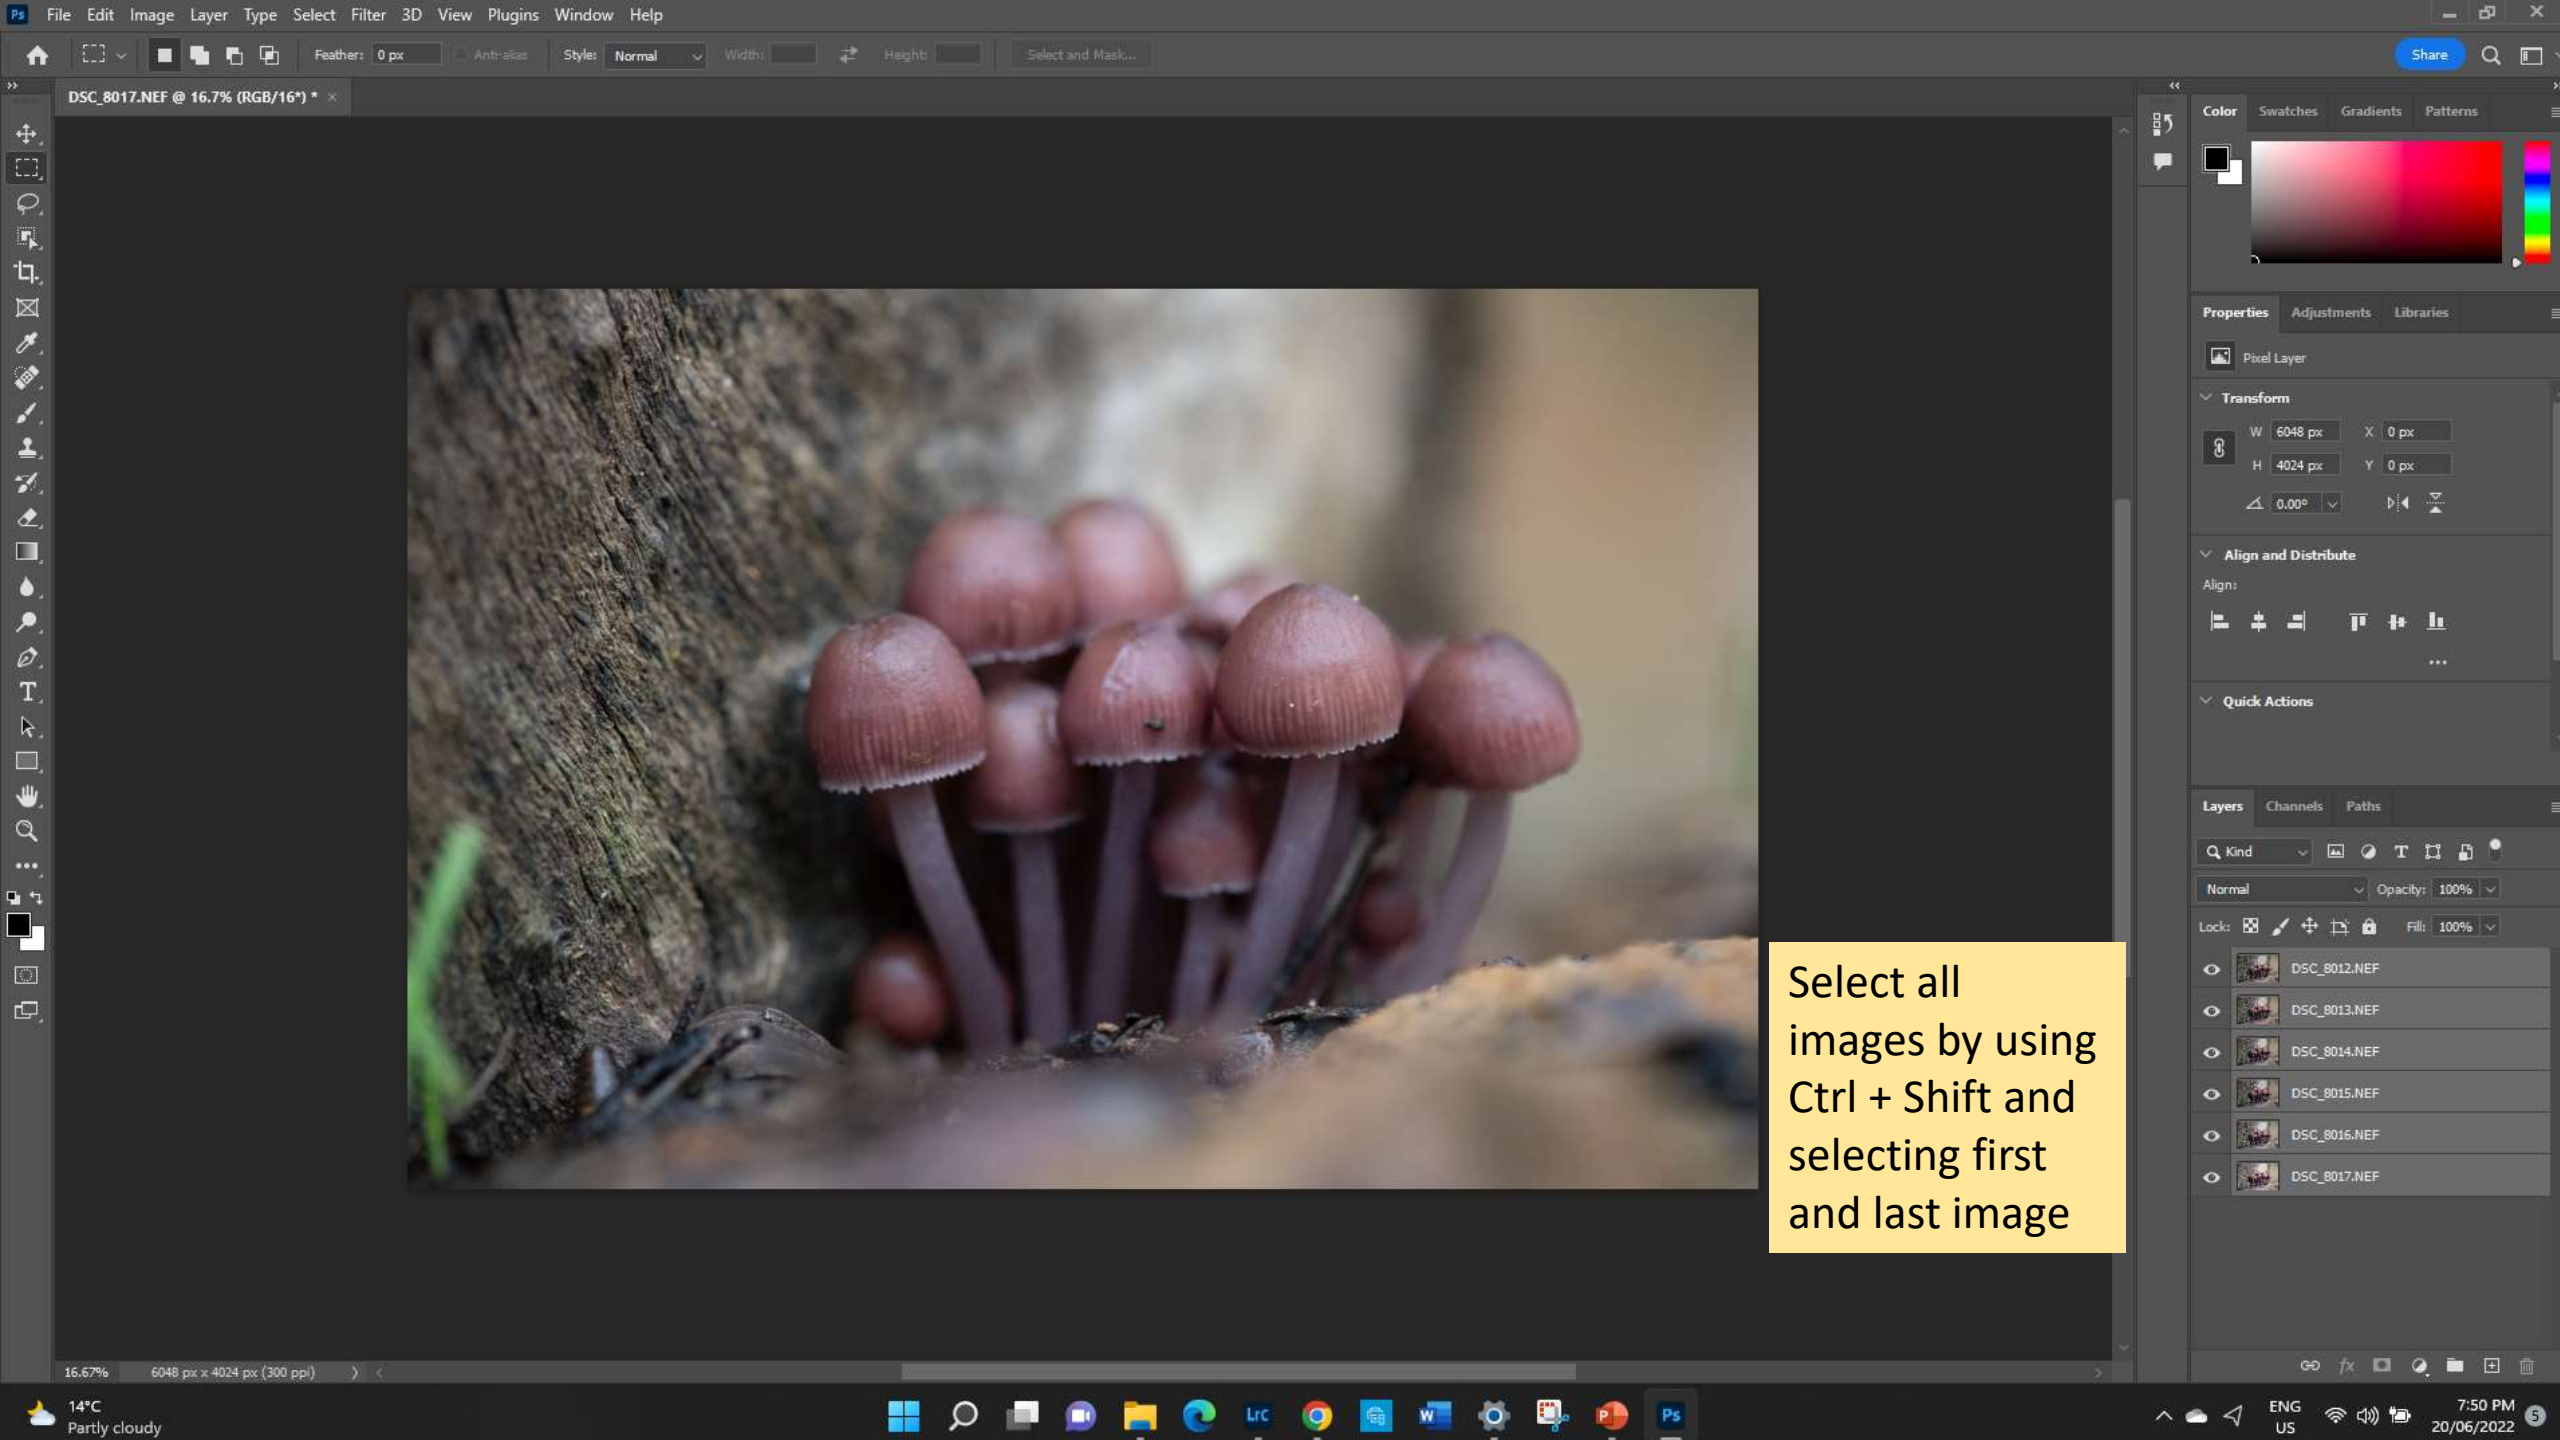 Ps File Edit Image Layer Type Select Filter 3D View Plugins Window Help
Feather: 0 px Anti-alias Style: Normal Width: Height: Select and Mask... Share
DSC_8017.NEF @ 16.7% (RGB/16*) * ×
Color Swatches Gradients Patterns
Properties Adjustments Libraries
Pixel Layer
Transform
W 6048 px X 0 px
H 4024 px Y 0 px
0.00°
Align and Distribute
Align:
Quick Actions
Layers Channels Paths
Kind
Normal Opacity: 100%
Lock: Fill: 100%
DSC_8012.NEF
DSC_8013.NEF
DSC_8014.NEF
DSC_8015.NEF
DSC_8016.NEF
DSC_8017.NEF
Select all
images by using
Ctrl + Shift and
selecting first
and last image
16.67% 6048 px x 4024 px (300 ppi)
14°C
Partly cloudy
Lrc
W
P
Ps
ENG
US
7:50 PM
20/06/2022
5